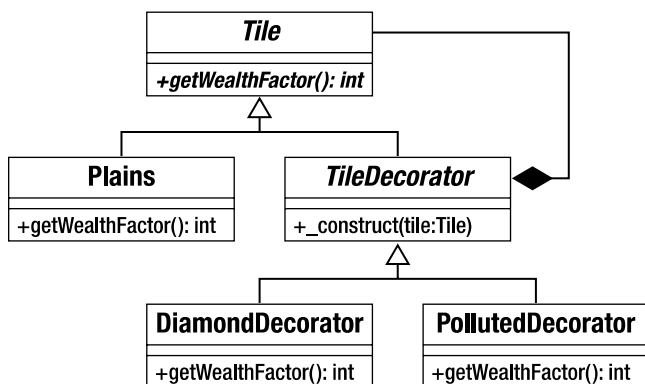 Tile
+getWealthFactor(): int
Plains
+getWealthFactor(): int
TileDecorator
+_construct(tile:Tile)
DiamondDecorator
+getWealthFactor(): int
PollutedDecorator
+getWealthFactor(): int